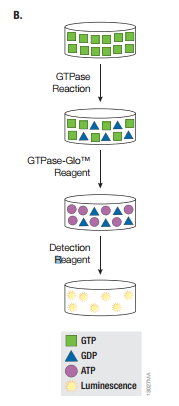 B.
GTPase
Reaction
GTPase-Glo™
Reagent
Detection
Reagent
GTP
GDP
ATP
Luminescence